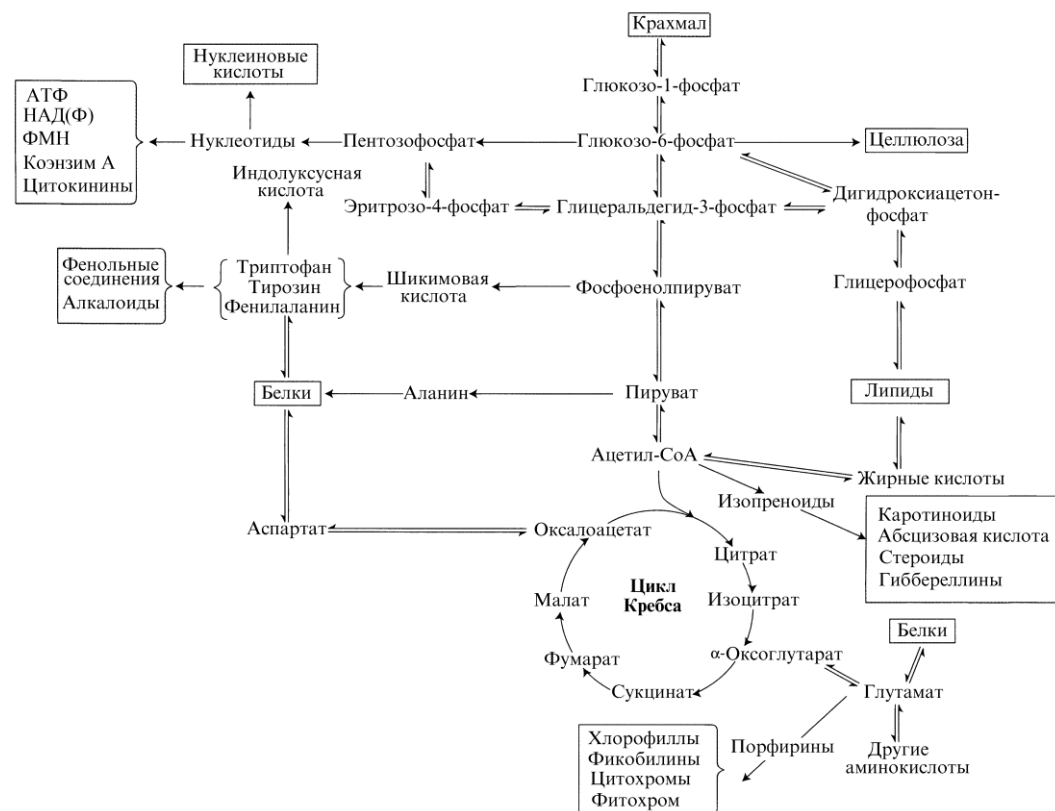 Крахмал
Нуклеиновые
кислоты
Глюкозо-1-фосфат
АТФ
НАД(Ф)
ФМН
Коэнзим А
Цитокинины
Нуклеотиды
Пентозофосфат
Глюкозо-6-фосфат
Целлюлоза
Индолуксусная
кислота
Эритрозо-4-фосфат
Глицеральдегид-3-фосфат
Дигидроксиацетон-
фосфат
Фенольные
соединения
Алкалоиды
Триптофан
Тирозин
Фенилаланин
Шикимовая
кислота
Фосфоенолпируват
Глицерофосфат
Белки
Аланин
Пируват
Липиды
Ацетил-СоА
Жирные кислоты
Изопреноиды
Каротиноиды
Абсцизовая кислота
Стероиды
Гиббереллины
Аспартат
Оксалоацетат
Цитрат
Цикл
Кребса
Малат
Изоцитрат
Белки
Фумарат
α-Оксоглутарат
Сукцинат
Глутамат
Хлорофиллы
Фикобилины
Цитохромы
Фитохром
Порфирины
Другие
аминокислоты